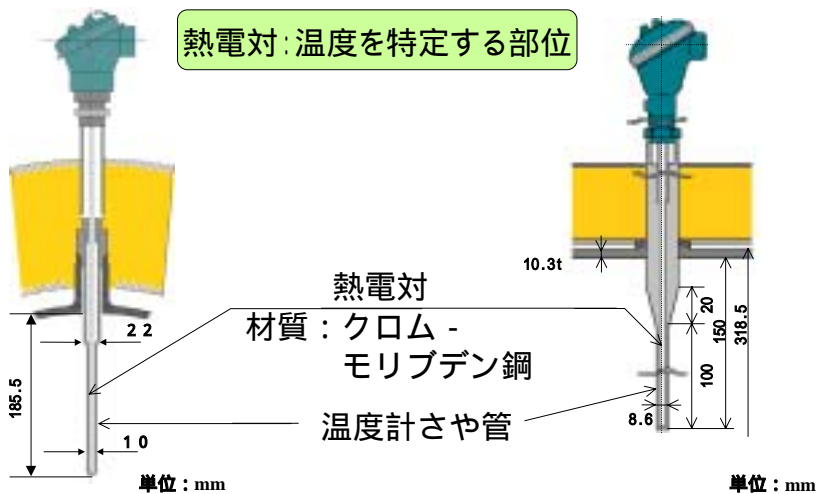 熱電対:温度を特定する部位
10.3t
熱電対
材質:クロム -
モリブデン鋼
温度計さや管
22
185.5
10
単位:mm
20
150
318.5
100
8.6
単位:mm